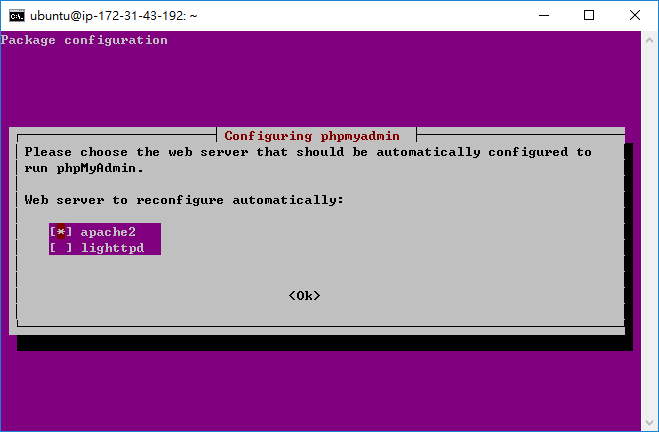 ubuntu@ip-172-31-43-192: ~
Package configuration
Configuring phpmyadmin
Please choose the web server that should be automatically configured to
run phpMyAdmin.
Web server to reconfigure automatically:
[*] apache2
[ ] lighttpd
<Ok>